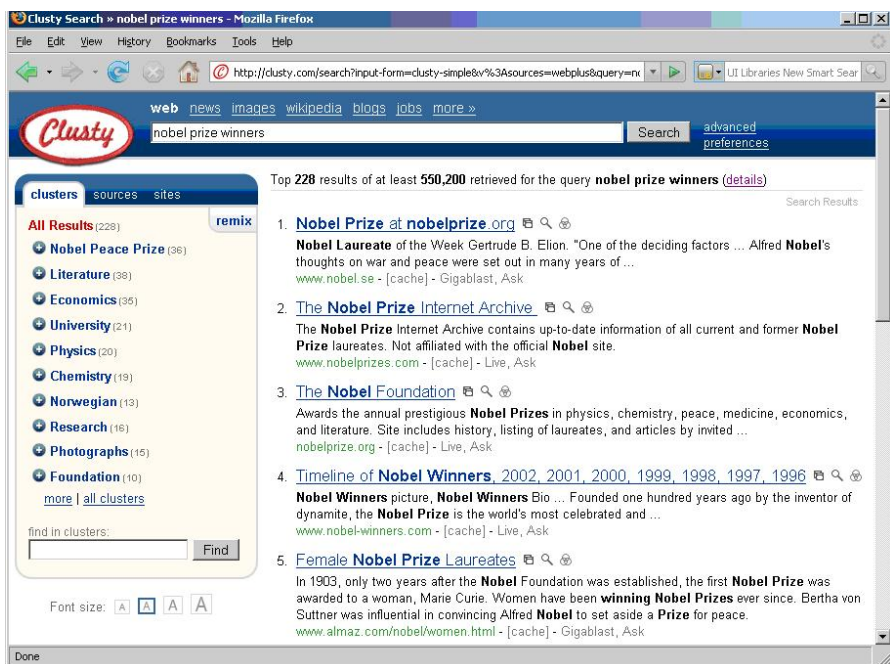 Clusty Search » nobel prize winners - Mozilla Firefox
File Edit View History Bookmarks Tools Help
http://clusty.com/search?input-form=clusty-simple&v%3Asources=webplus&query=n
UI Libraries New Smart Sear
web news images wikipedia blogs jobs more »
Clusty
nobel prize winners
Search
advanced
preferences
clusters sources sites
Top 228 results of at least 550,200 retrieved for the query nobel prize winners (details)
Search Results
All Results (228)
remix
Nobel Peace Prize (36)
Literature (38)
Economics (35)
University (21)
Physics (20)
Chemistry (19)
Norwegian (13)
Research (16)
Photographs (15)
Foundation (10)
more | all clusters
find in clusters:
Find
Font size: A A A A
1. Nobel Prize at nobelprize.org
Nobel Laureate of the Week Gertrude B. Elion. "One of the deciding factors ... Alfred Nobel's
thoughts on war and peace were set out in many years of ...
www.nobel.se - [cache] - Gigablast, Ask
2. The Nobel Prize Internet Archive
The Nobel Prize Internet Archive contains up-to-date information of all current and former Nobel
Prize laureates. Not affiliated with the official Nobel site.
www.nobelprizes.com - [cache] - Live, Ask
3. The Nobel Foundation
Awards the annual prestigious Nobel Prizes in physics, chemistry, peace, medicine, economics,
and literature. Site includes history, listing of laureates, and articles by invited ...
nobelprize.org - [cache] - Live, Ask
4. Timeline of Nobel Winners, 2002, 2001, 2000, 1999, 1998, 1997, 1996
Nobel Winners picture, Nobel Winners Bio ... Founded one hundred years ago by the inventor of
dynamite, the Nobel Prize is the world's most celebrated and ...
www.nobel-winners.com - [cache] - Live, Ask
5. Female Nobel Prize Laureates
In 1903, only two years after the Nobel Foundation was established, the first Nobel Prize was
awarded to a woman, Marie Curie. Women have been winning Nobel Prizes ever since. Bertha von
Suttner was influential in convincing Alfred Nobel to set aside a Prize for peace.
www.almaz.com/nobel/women.html - [cache] - Gigablast, Ask
Done